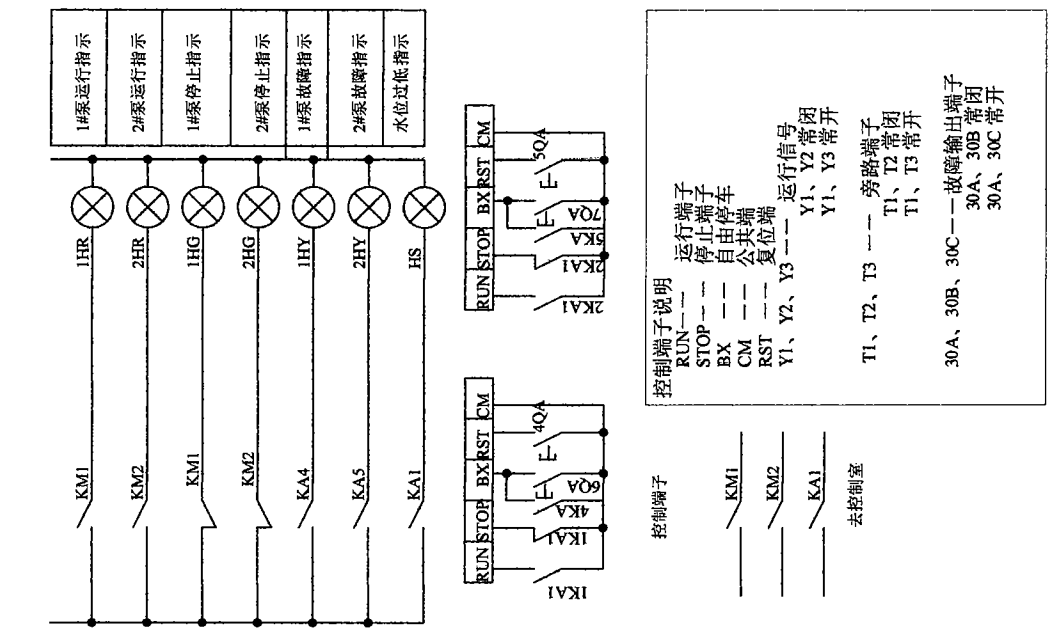 1#泵运行指示
2#泵运行指示
1#泵停止指示
2#泵停止指示
1#泵故障指示
2#泵故障指示
水位过低指示
1HR
2HR
1HG
2HG
1HY
2HY
HS
KM1
KM2
KM1
KM2
KA4
KA5
KA1
RUN STOP BX RST CM
2KA1
2KA1
5KA
7QA
5QA
RUN STOP BX RST CM
1KA1
1KA1
4KA
6QA
4QA
控制端子说明
RUN—— 运行端子
STOP—— 停止端子
BX —— 自由停车
CM —— 公共端
RST —— 复位端
Y1、Y2、Y3—— 运行信号
Y1、Y2 常闭
Y1、Y3 常开
T1、T2、T3 —— 旁路端子
T1、T2 常闭
T1、T3 常开
30A、30B、30C——故障输出端子
30A、30B 常闭
30A、30C 常开
控制端子
KM1
KM2
KA1
去控制室